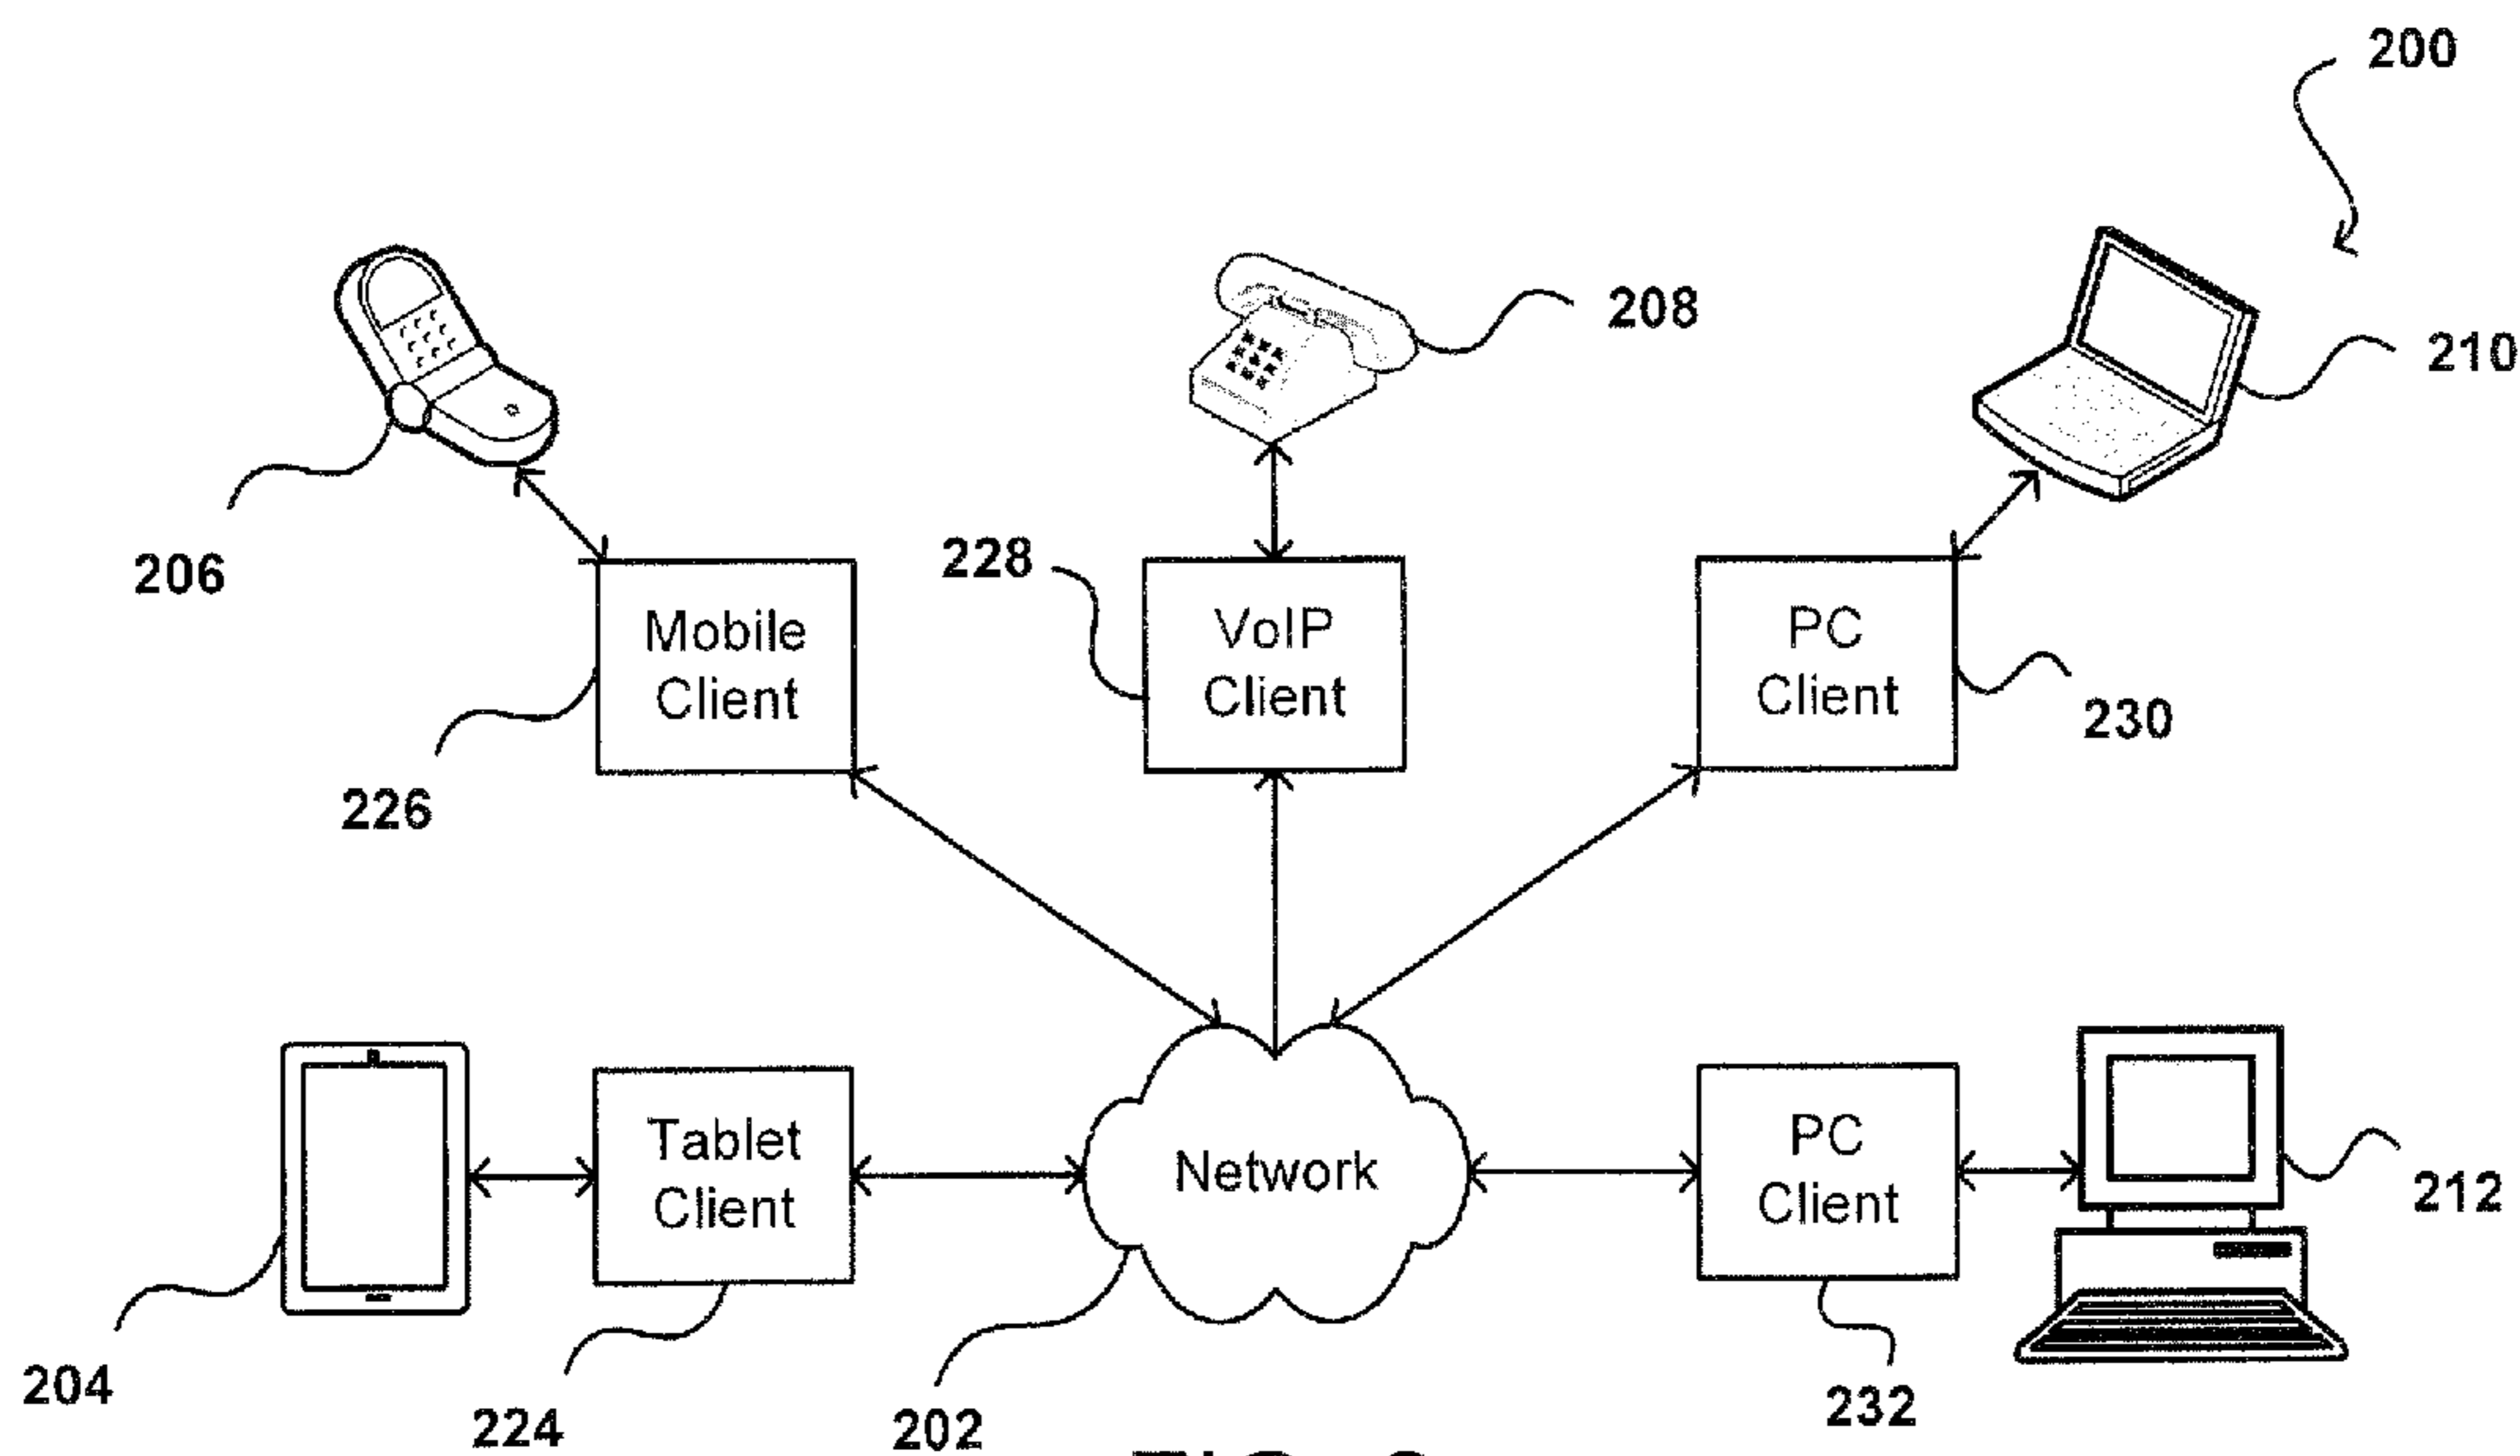 200
208
210
206
228
Mobile
Client
VoIP
Client
PC
Client
230
226
Tablet
Client
Network
PC
Client
212
204
224
202
232